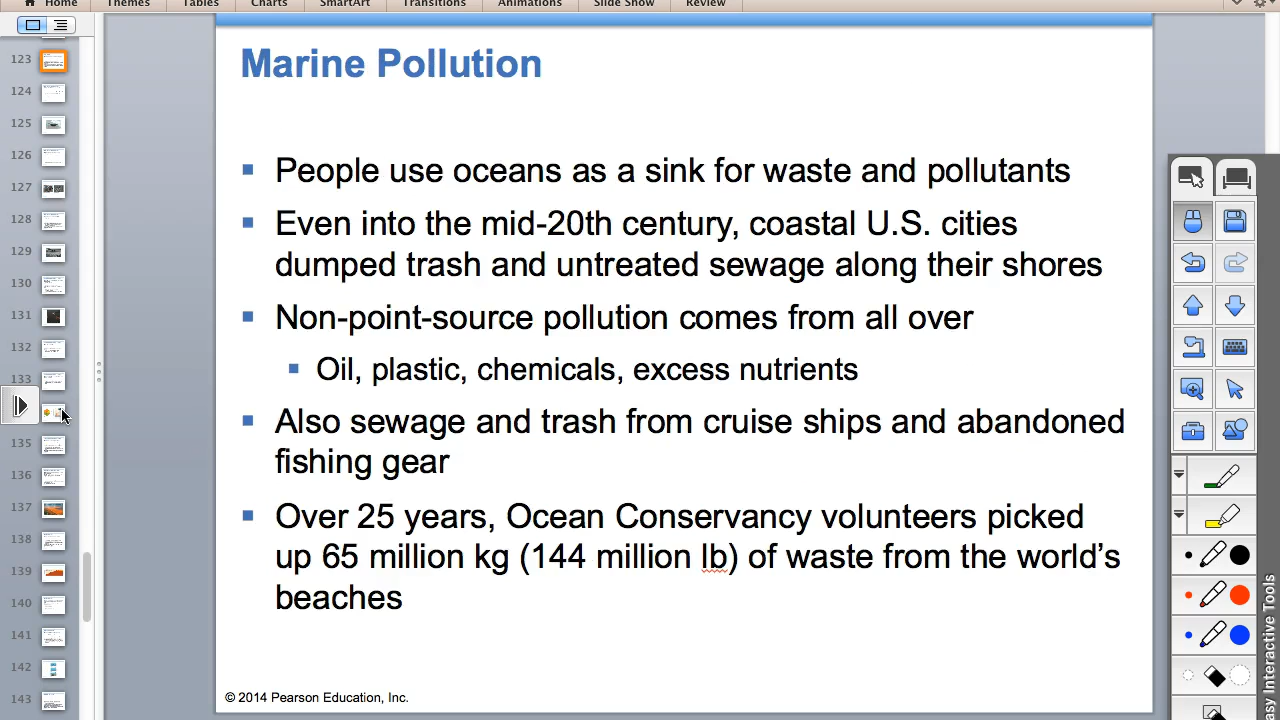 Home Themes Tables Charts SmartArt Transitions Animations Slide Show Review
Marine Pollution
People use oceans as a sink for waste and pollutants
Even into the mid-20th century, coastal U.S. cities
dumped trash and untreated sewage along their shores
Non-point-source pollution comes from all over
Oil, plastic, chemicals, excess nutrients
Also sewage and trash from cruise ships and abandoned
fishing gear
Over 25 years, Ocean Conservancy volunteers picked
up 65 million kg (144 million lb) of waste from the world’s
beaches
© 2014 Pearson Education, Inc.
123
124
125
126
127
128
129
130
131
132
133
135
136
137
138
139
140
141
142
143
Interactive Tools